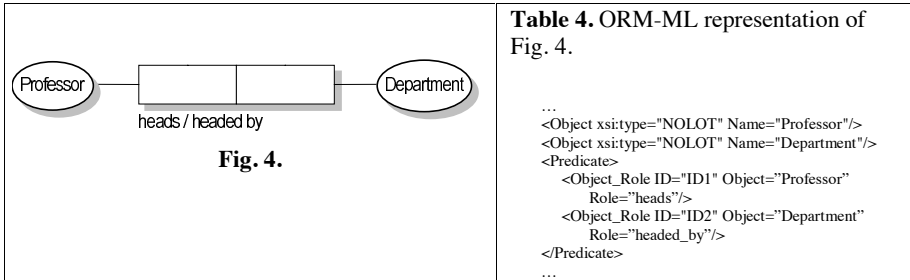 Professor
Department
heads / headed by
Fig. 4.
Table 4. ORM-ML representation of
Fig. 4.
…
<Object xsi:type="NOLOT" Name="Professor"/>
<Object xsi:type="NOLOT" Name="Department"/>
<Predicate>
<Object_Role ID="ID1" Object=”Professor”
Role=”heads”/>
<Object_Role ID="ID2" Object=”Department”
Role=”headed_by”/>
</Predicate>
…